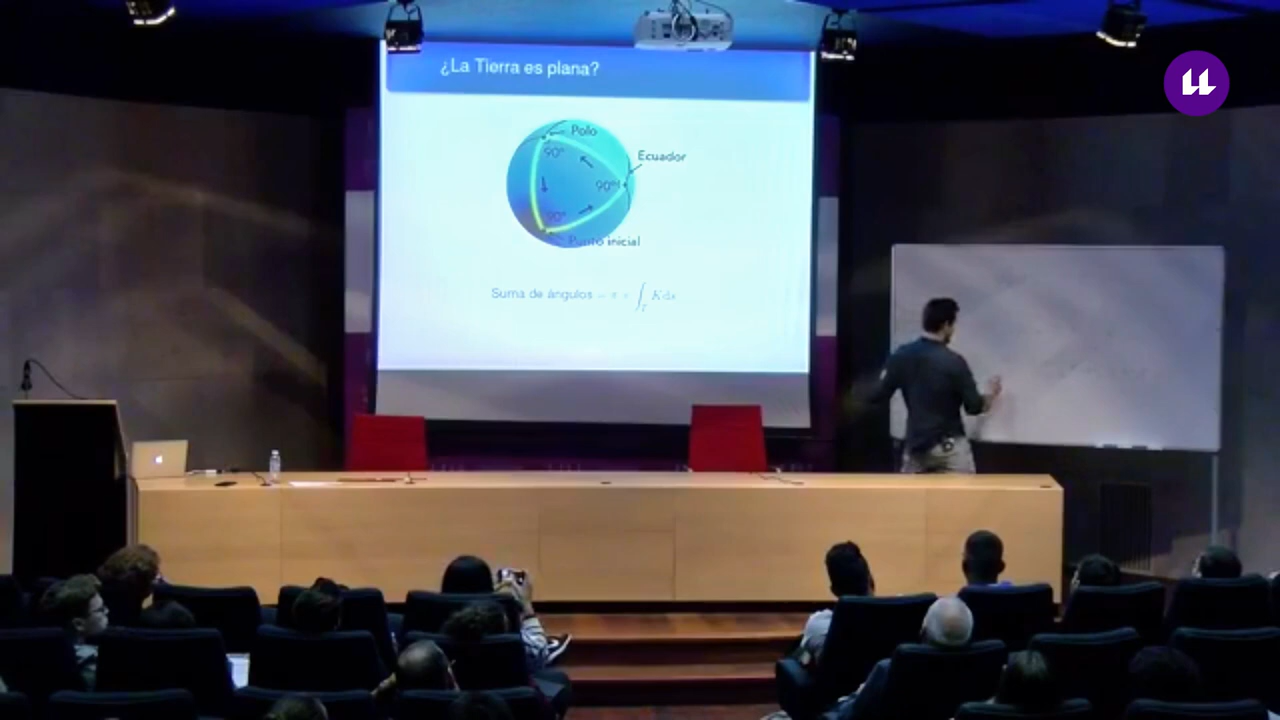 ¿La Tierra es plana?
Polo
90°
Ecuador
90°
90°
Punto inicial
Suma de ángulos = π + ∫